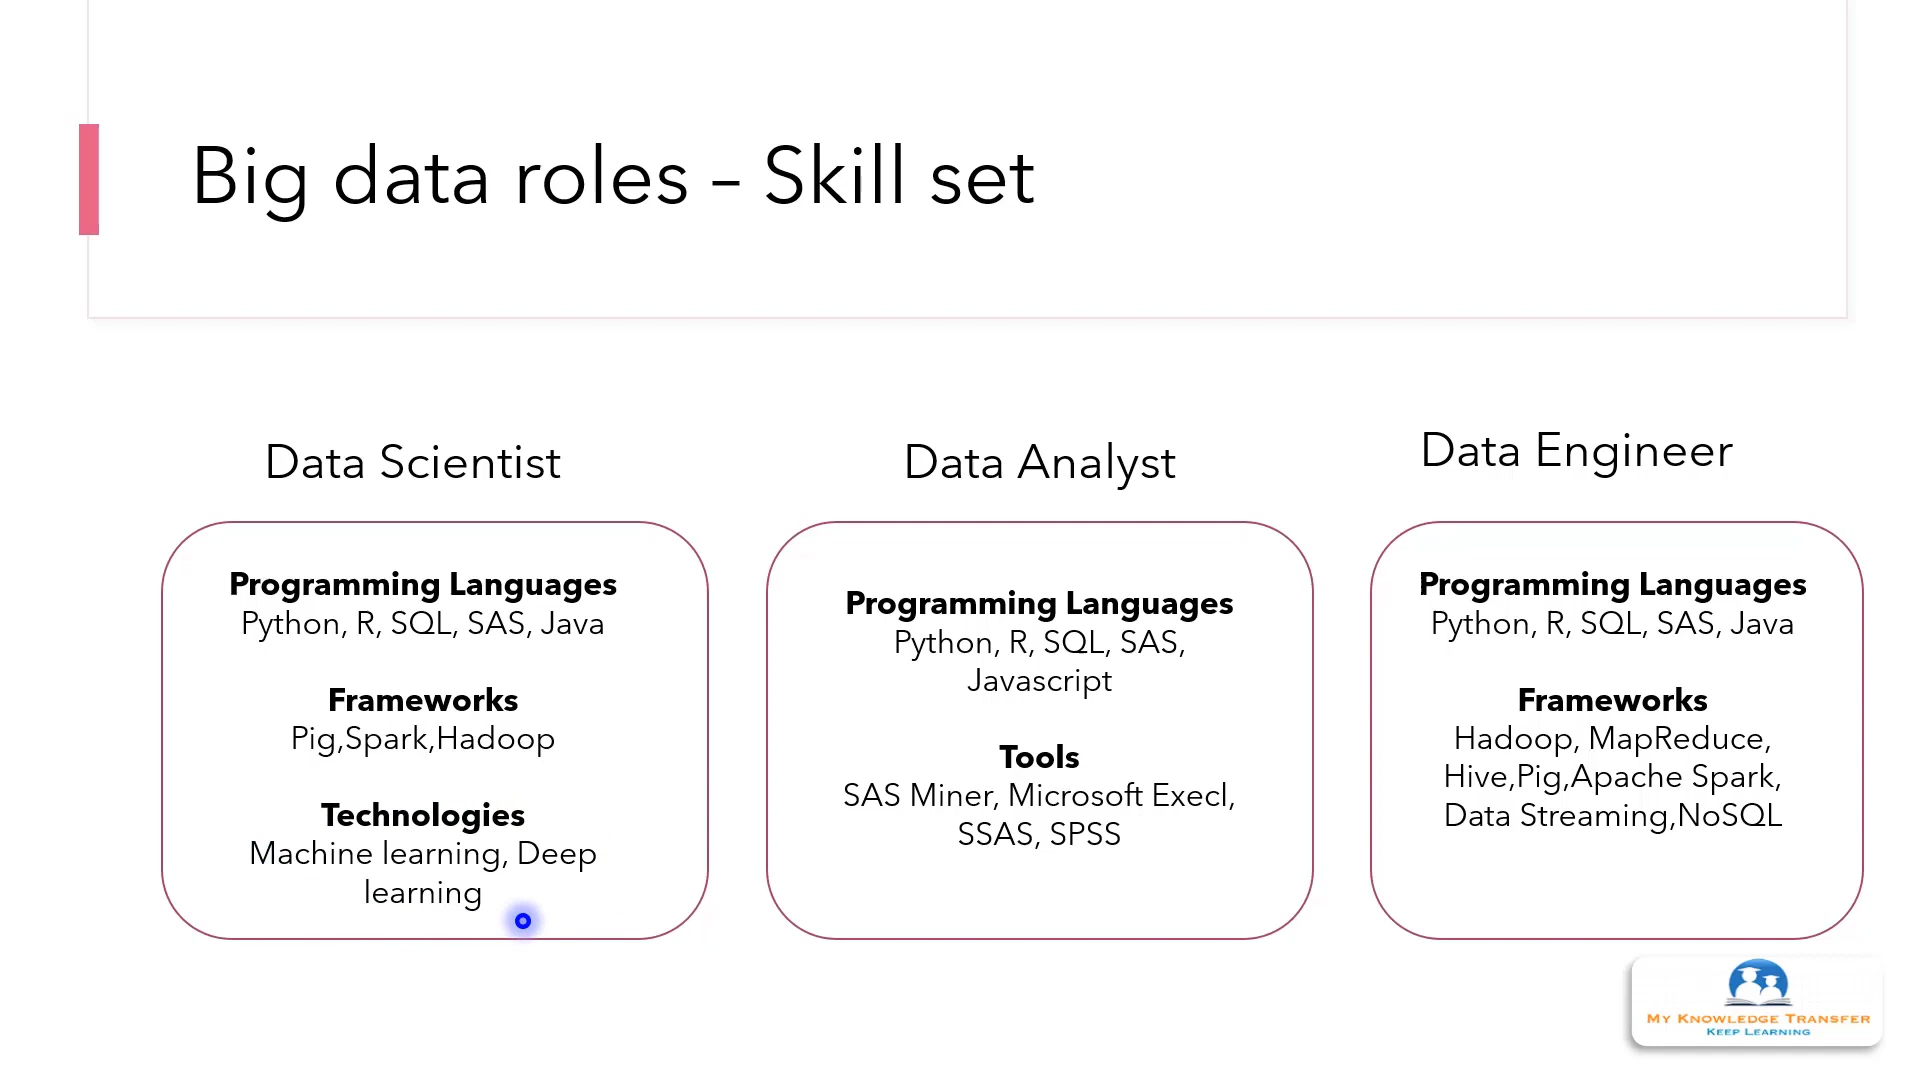 Big data roles – Skill set
Data Scientist
Programming Languages
Python, R, SQL, SAS, Java
Frameworks
Pig,Spark,Hadoop
Technologies
Machine learning, Deep
learning
Data Analyst
Programming Languages
Python, R, SQL, SAS,
Javascript
Tools
SAS Miner, Microsoft Execl,
SSAS, SPSS
Data Engineer
Programming Languages
Python, R, SQL, SAS, Java
Frameworks
Hadoop, MapReduce,
Hive,Pig,Apache Spark,
Data Streaming,NoSQL
My Knowledge Transfer
Keep Learning